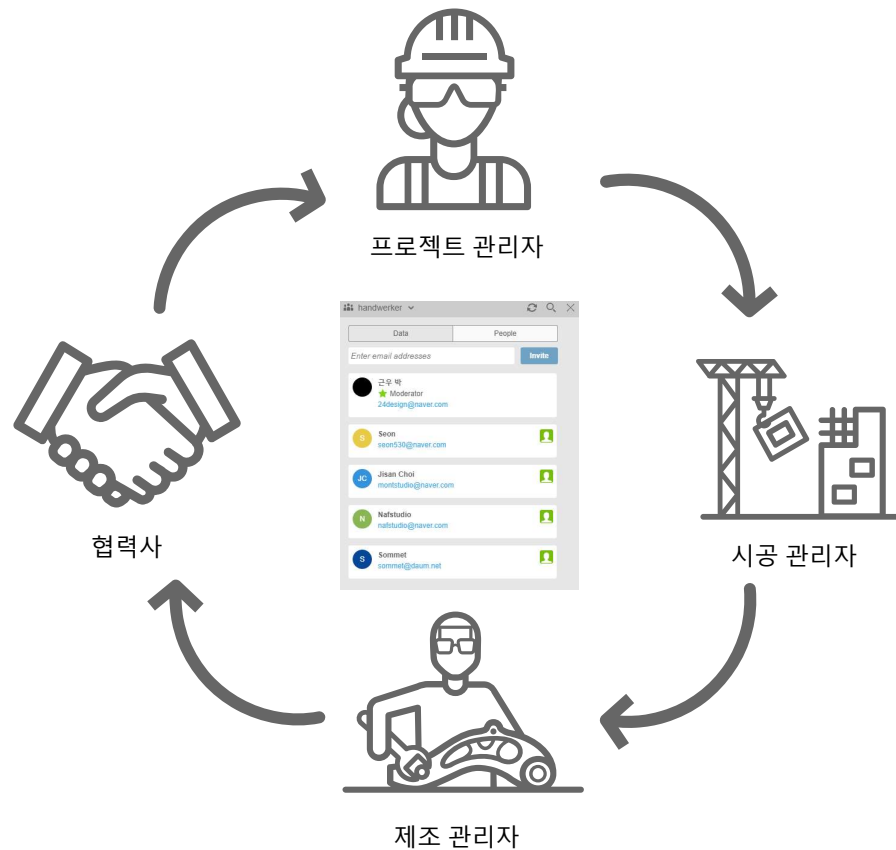 프로젝트 관리자
handwerker
Data People
Enter email addresses Invite
근우 박
Moderator
24design@naver.com
S Seon
seon530@naver.com
JC Jisan Choi
montstudio@naver.com
N Nafstudio
nafstudio@naver.com
S Sommet
sommet@daum.net
협력사
시공 관리자
제조 관리자